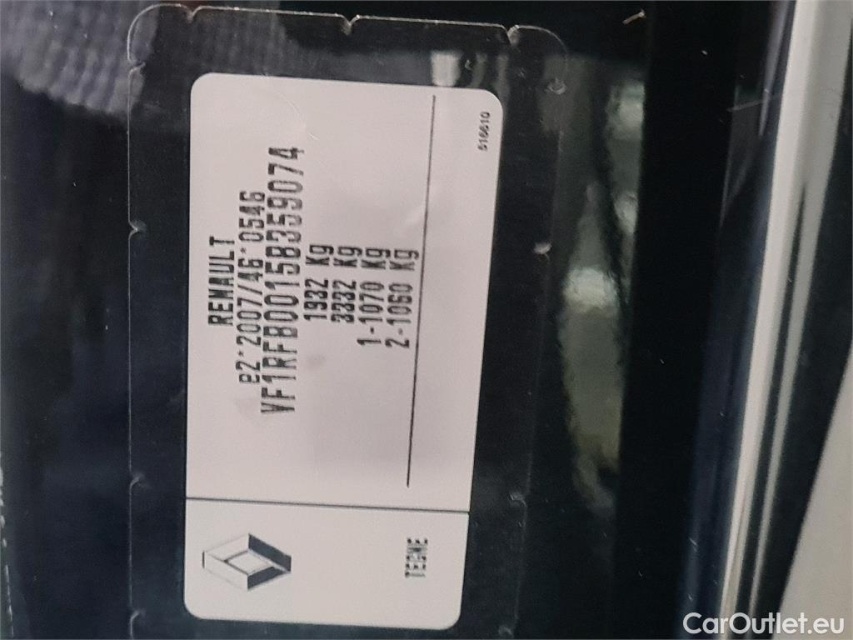 RENAULT
e2*2007/46*0546
VF1RFB00158359074
1932 Kg
3332 Kg
1-1070 Kg
2-1060 Kg
516610
TEGNE
CarOutlet.eu